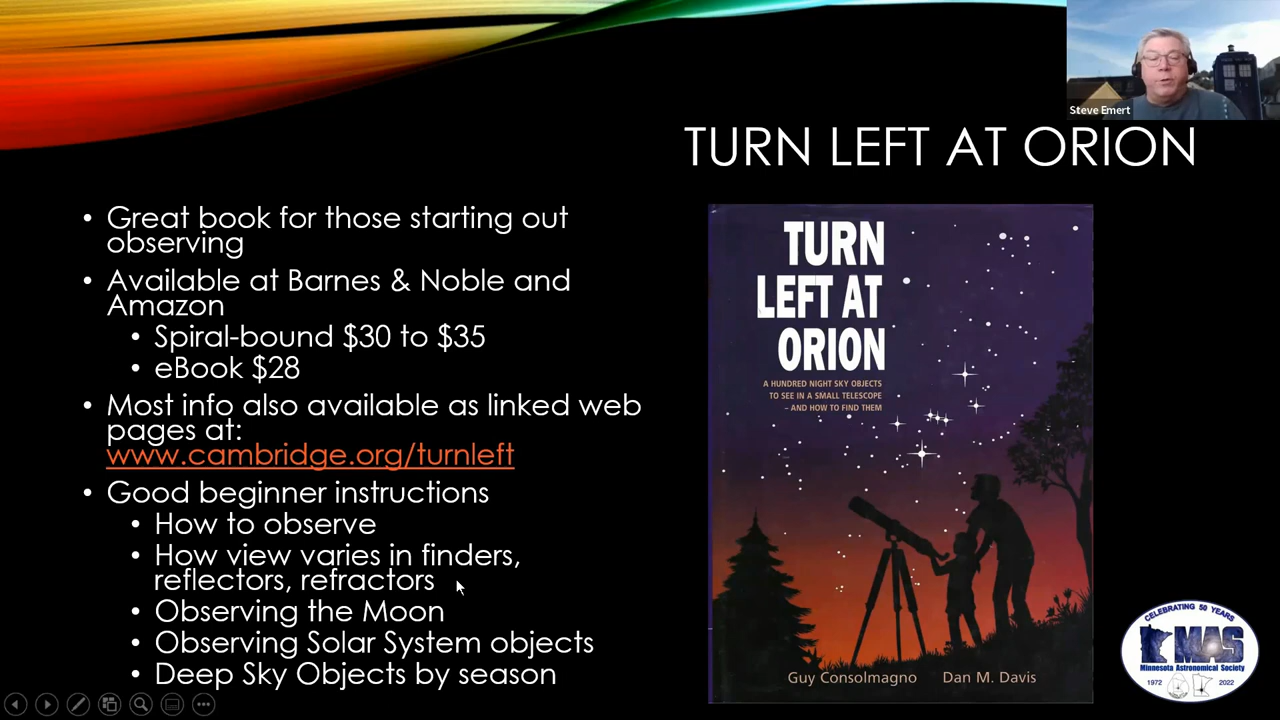 Steve Emert
TURN LEFT AT ORION
• Great book for those starting out
observing
• Available at Barnes & Noble and
Amazon
• Spiral-bound $30 to $35
• eBook $28
• Most info also available as linked web
pages at:
www.cambridge.org/turnleft
• Good beginner instructions
• How to observe
• How view varies in finders,
reflectors, refractors
• Observing the Moon
• Observing Solar System objects
• Deep Sky Objects by season
TURN
LEFT AT
ORION
A HUNDRED NIGHT SKY OBJECTS
TO SEE IN A SMALL TELESCOPE
– AND HOW TO FIND THEM
Guy Consolmagno Dan M. Davis
CELEBRATING 50 YEARS
MAS
Minnesota Astronomical Society
1972 2022